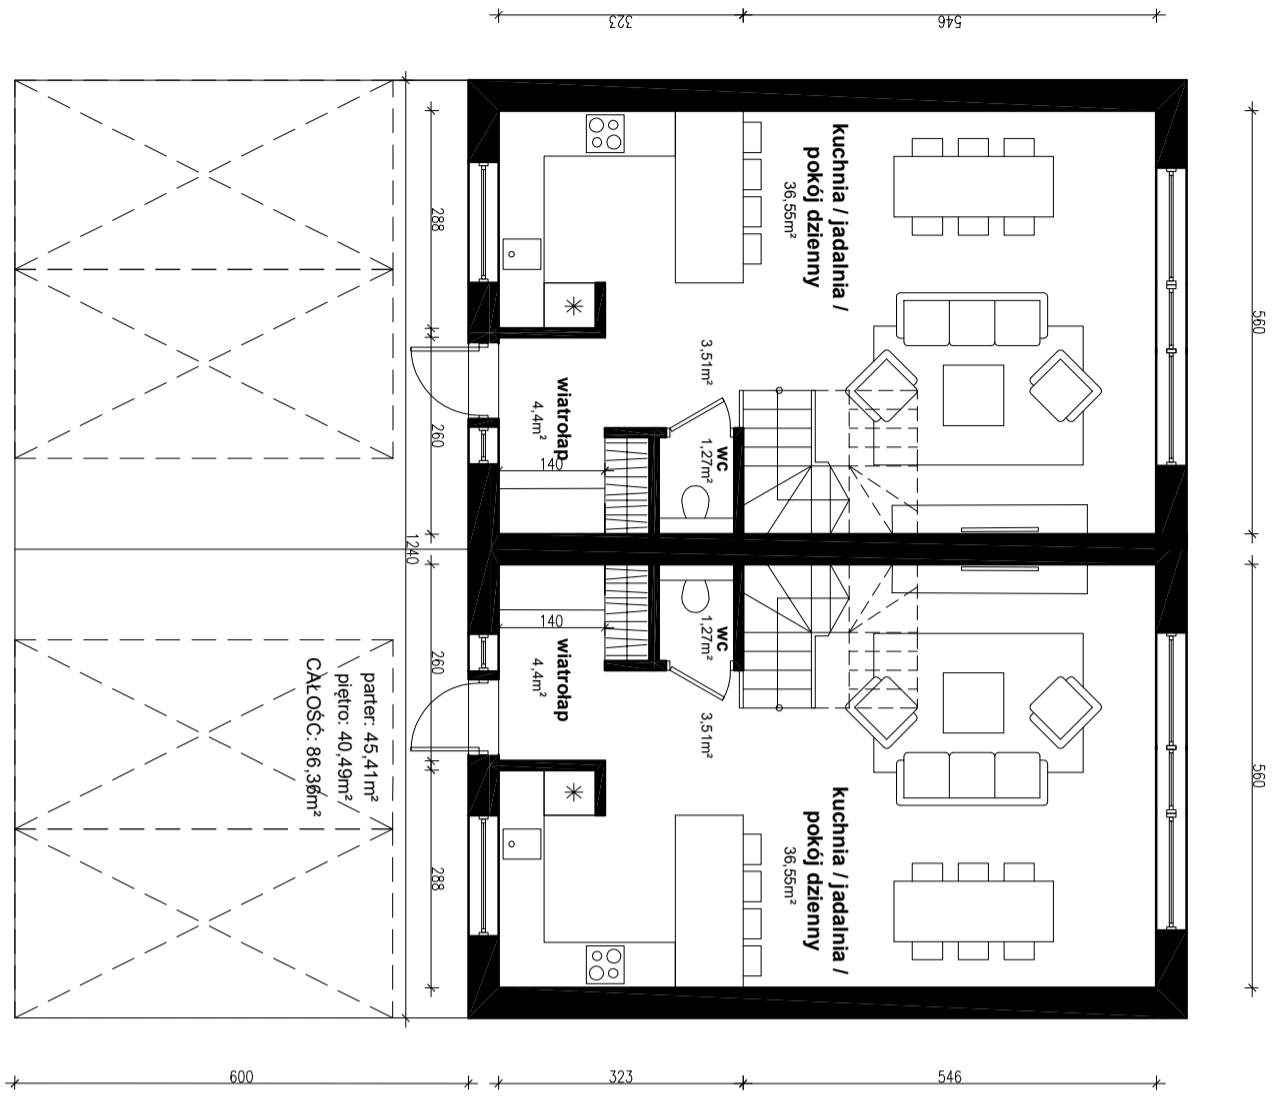 323
546
kuchnia / jadalnia /
pokój dzienny
36,55m²
288
560
3,51m²
wiatrołap
4,4m²
260
wc
1,27m²
140
1240
140
wc
1,27m²
wiatrołap
4,4m²
260
3,51m²
parter: 45,41m²
piętro: 40,49m²
CAŁOŚĆ: 86,36m²
560
kuchnia / jadalnia /
pokój dzienny
36,55m²
288
600
323
546